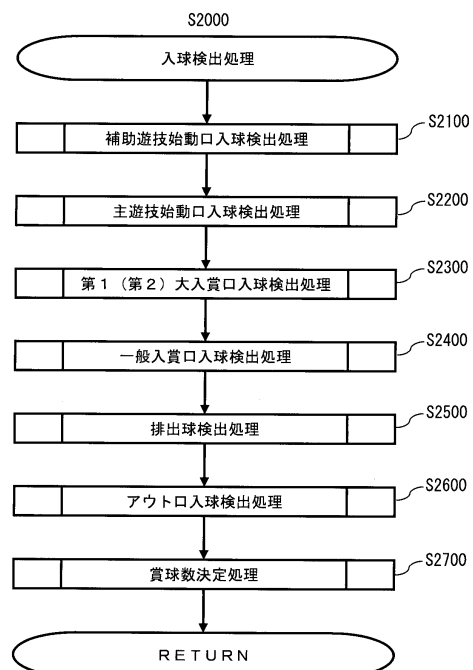 S2000
入球検出処理
補助遊技始動口入球検出処理
S2100
主遊技始動口入球検出処理
S2200
第1（第2）大入賞口入球検出処理
S2300
一般入賞口入球検出処理
S2400
排出球検出処理
S2500
アウト口入球検出処理
S2600
賞球数決定処理
S2700
RETURN